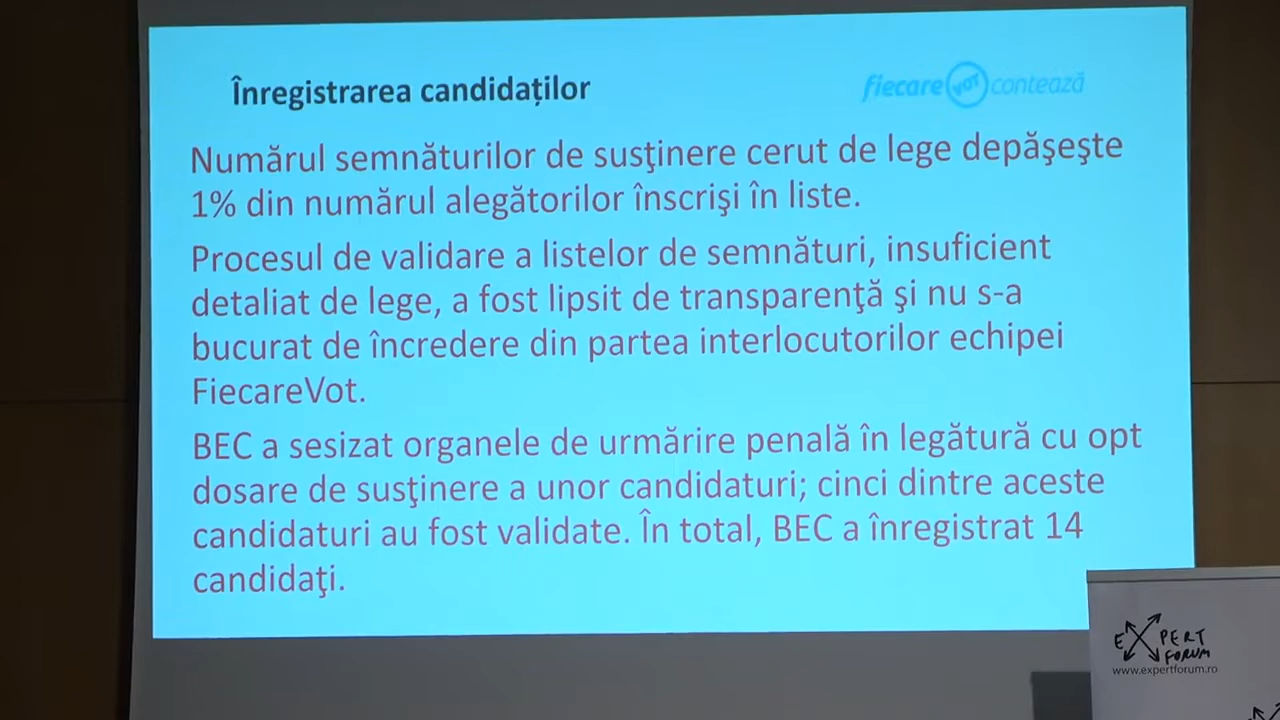 Înregistrarea candidaților
fiecare VOT contează
Numărul semnăturilor de susţinere cerut de lege depăşeşte
1% din numărul alegătorilor înscrişi în liste.
Procesul de validare a listelor de semnături, insuficient
detaliat de lege, a fost lipsit de transparenţă şi nu s-a
bucurat de încredere din partea interlocutorilor echipei
FiecareVot.
BEC a sesizat organele de urmărire penală în legătură cu opt
dosare de susţinere a unor candidaturi; cinci dintre aceste
candidaturi au fost validate. În total, BEC a înregistrat 14
candidaţi.
EXPERT
FORUM
www.expertforum.ro